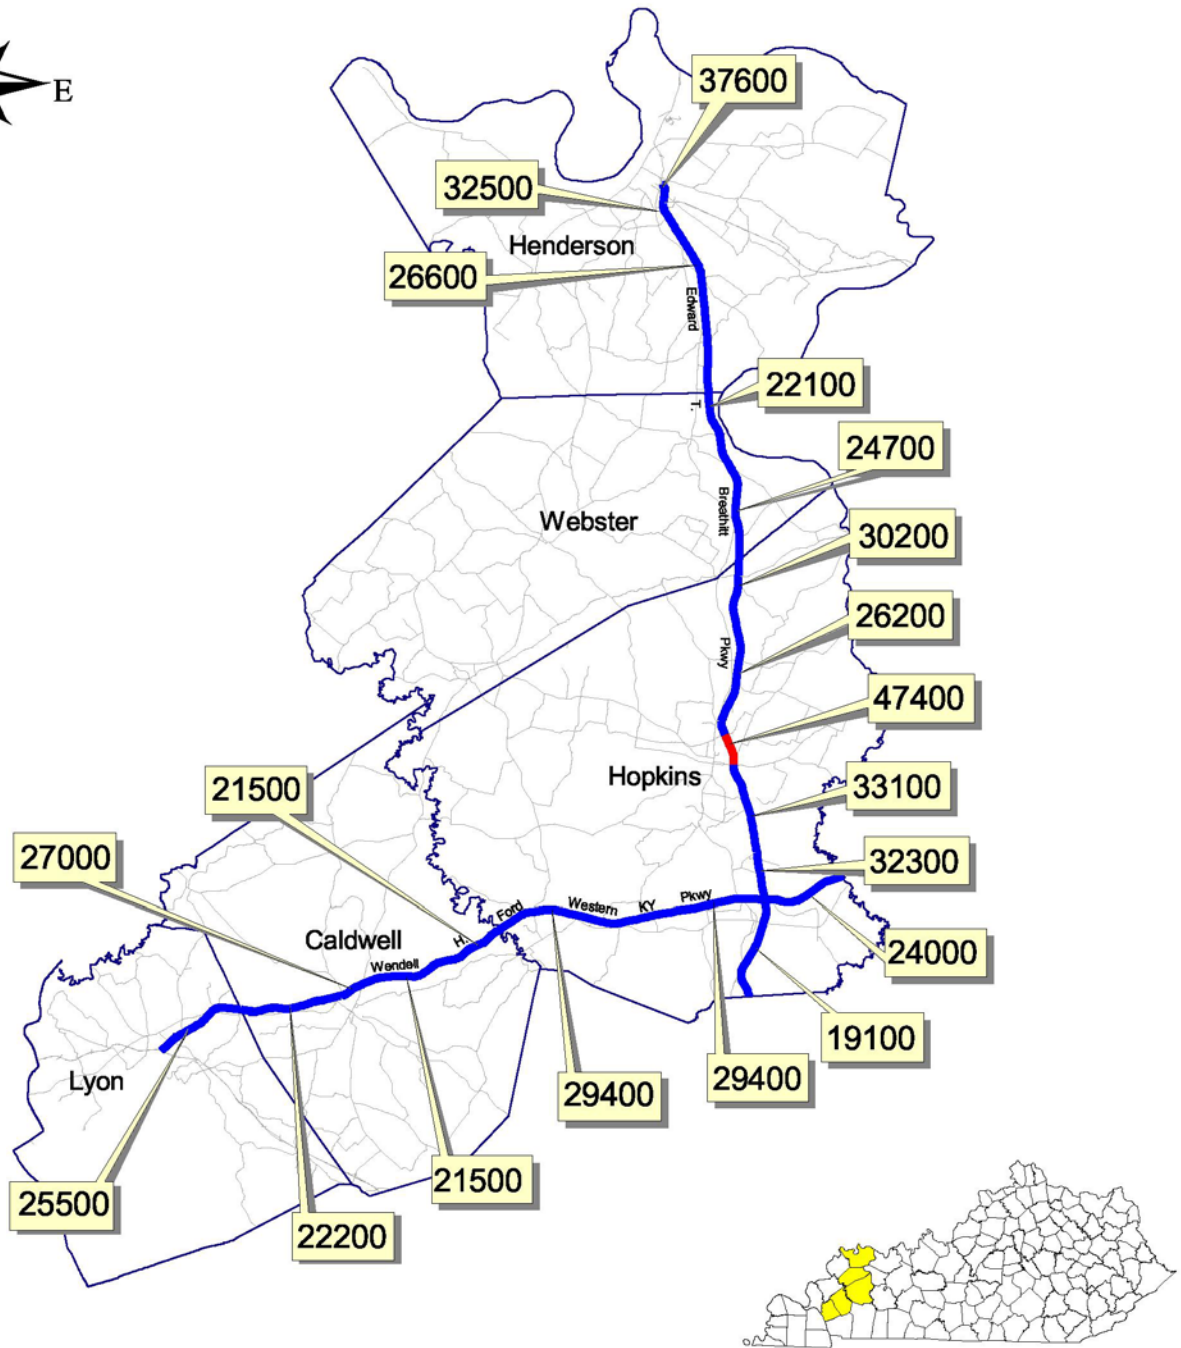 E
37600
32500
Henderson
26600
Edward
22100
T.
24700
Breathitt
Webster
30200
26200
Pkwy
47400
Hopkins
21500
33100
27000
32300
Pkwy
KY
Western
Ford
H.
Caldwell
Wendell
24000
19100
Lyon
29400
29400
21500
25500
22200